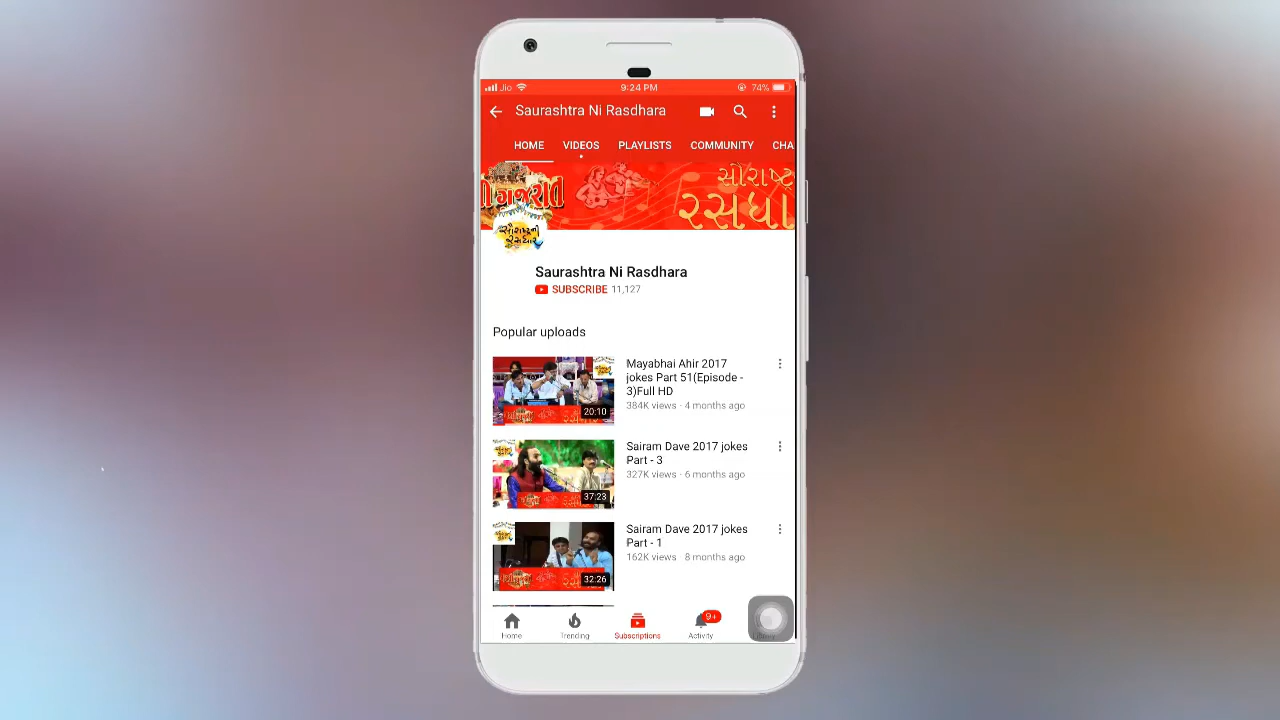 Jio
9:24 PM
74%
Saurashtra Ni Rasdhara
HOME
VIDEOS
PLAYLISTS
COMMUNITY
CHA
સૌરાષ્ટ્ર
રસધા
સૌરાષ્ટ્રની
રસધાર
Saurashtra Ni Rasdhara
SUBSCRIBE 11,127
Popular uploads
Mayabhai Ahir 2017
jokes Part 51(Episode -
3)Full HD
384K views · 4 months ago
20:10
Sairam Dave 2017 jokes
Part - 3
327K views · 6 months ago
37:23
Sairam Dave 2017 jokes
Part - 1
162K views · 8 months ago
32:26
Home
Trending
Subscriptions
9+
Activity